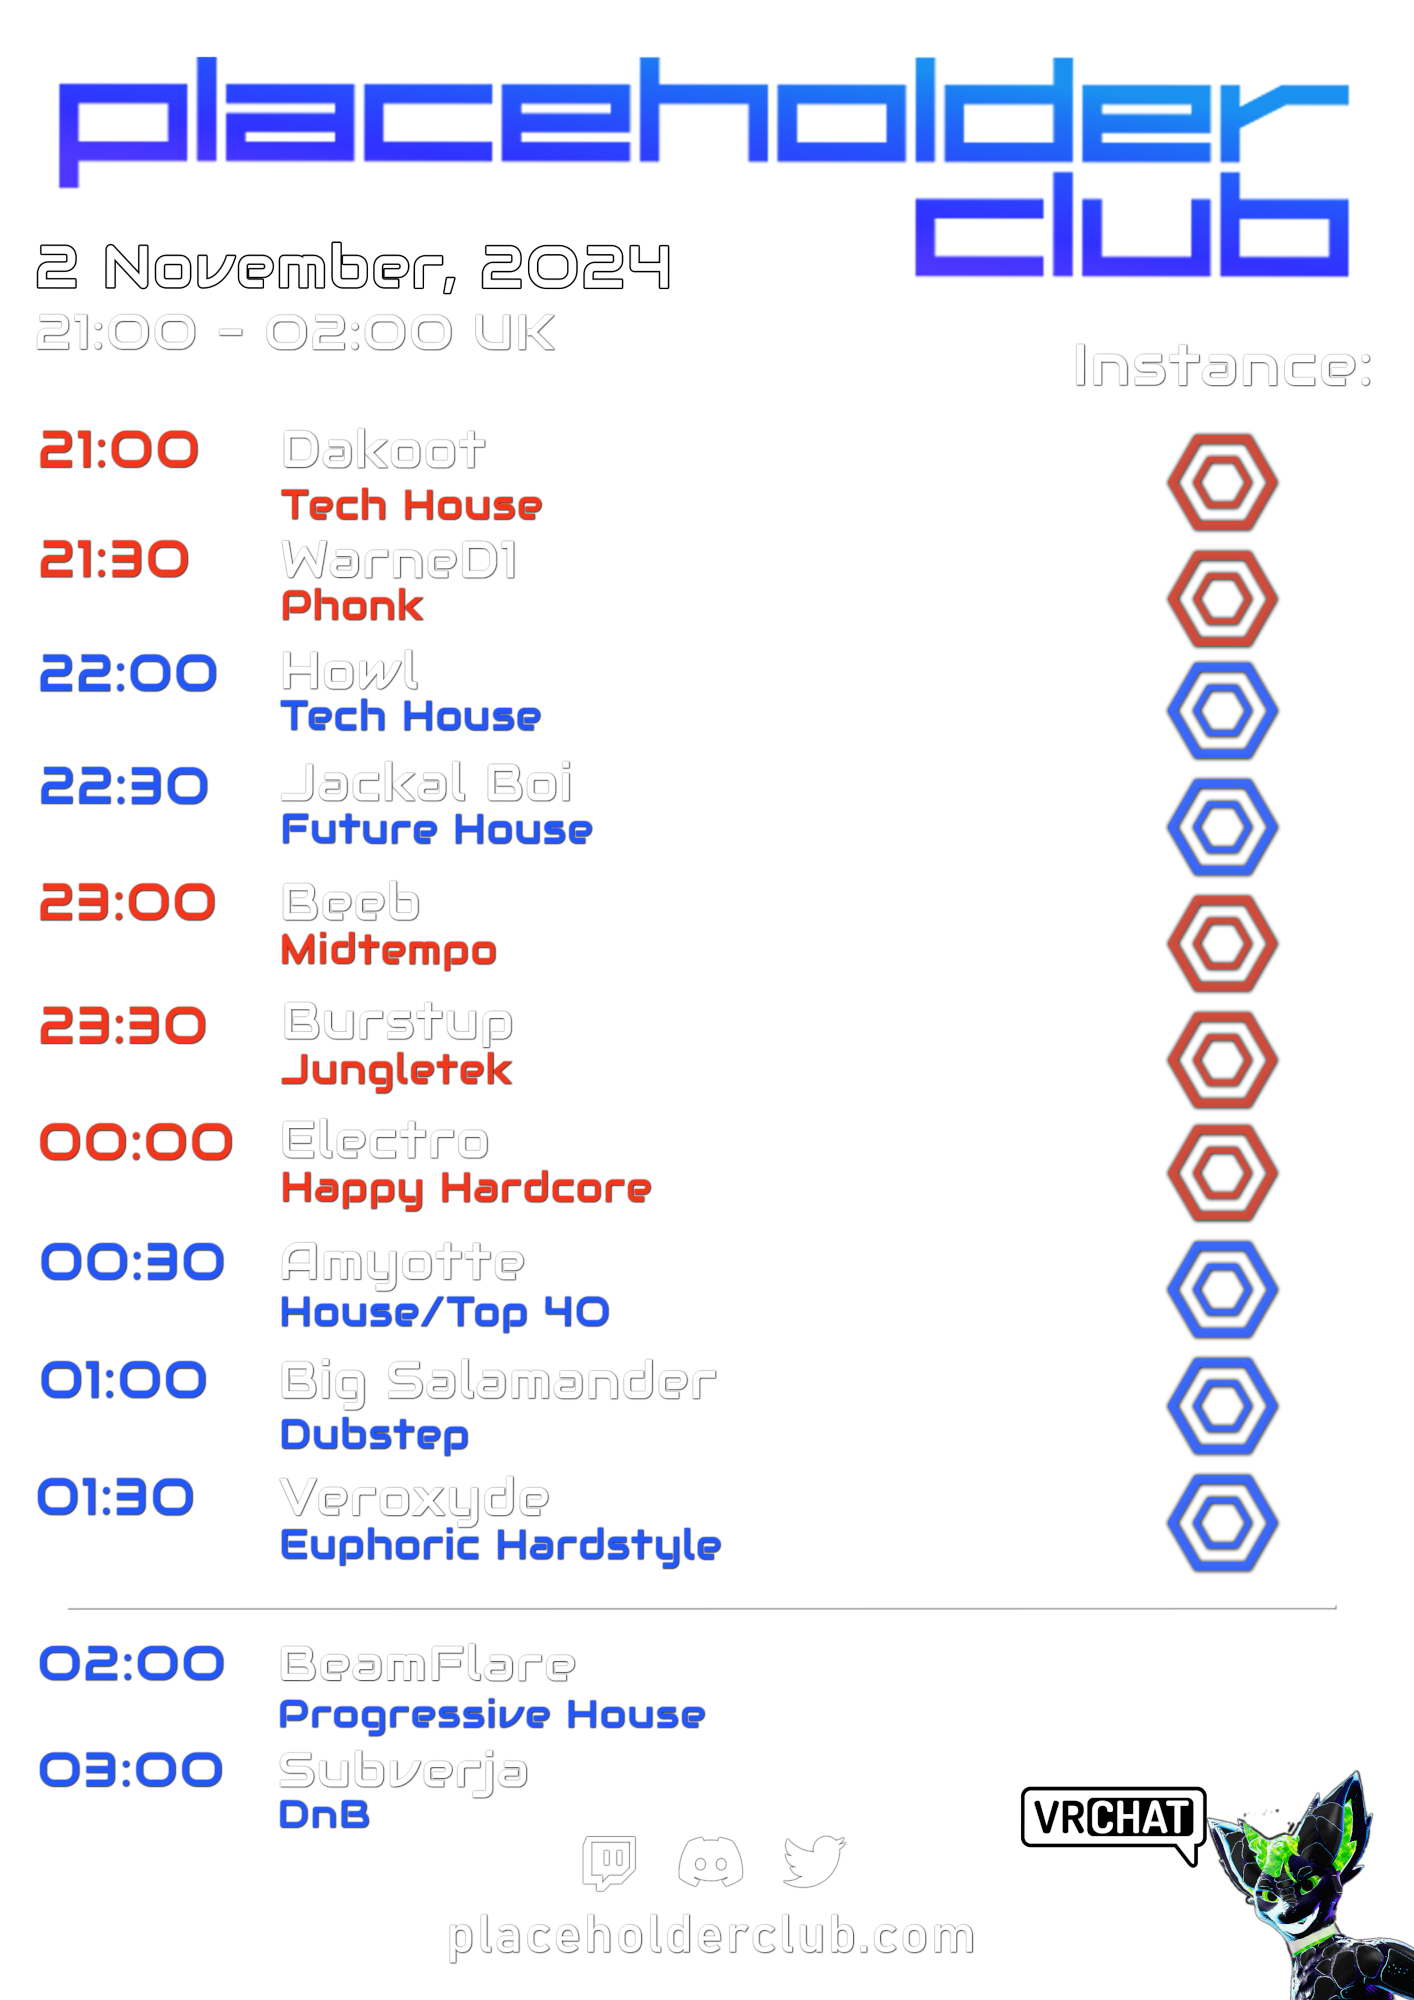 placeholder
club
2 November, 2024
21:00 - 02:00 UK
Instance:
21:00 Dakoot
Tech House
21:30 WarneD1
Phonk
22:00 Howl
Tech House
22:30 Jackal Boi
Future House
23:00 Beeb
Midtempo
23:30 Burstup
Jungletek
00:00 Electro
Happy Hardcore
00:30 Amyotte
House/Top 40
01:00 Big Salamander
Dubstep
01:30 Veroxyde
Euphoric Hardstyle
02:00 BeamFlare
Progressive House
03:00 Subverja
DnB
VRCHAT
placeholderclub.com